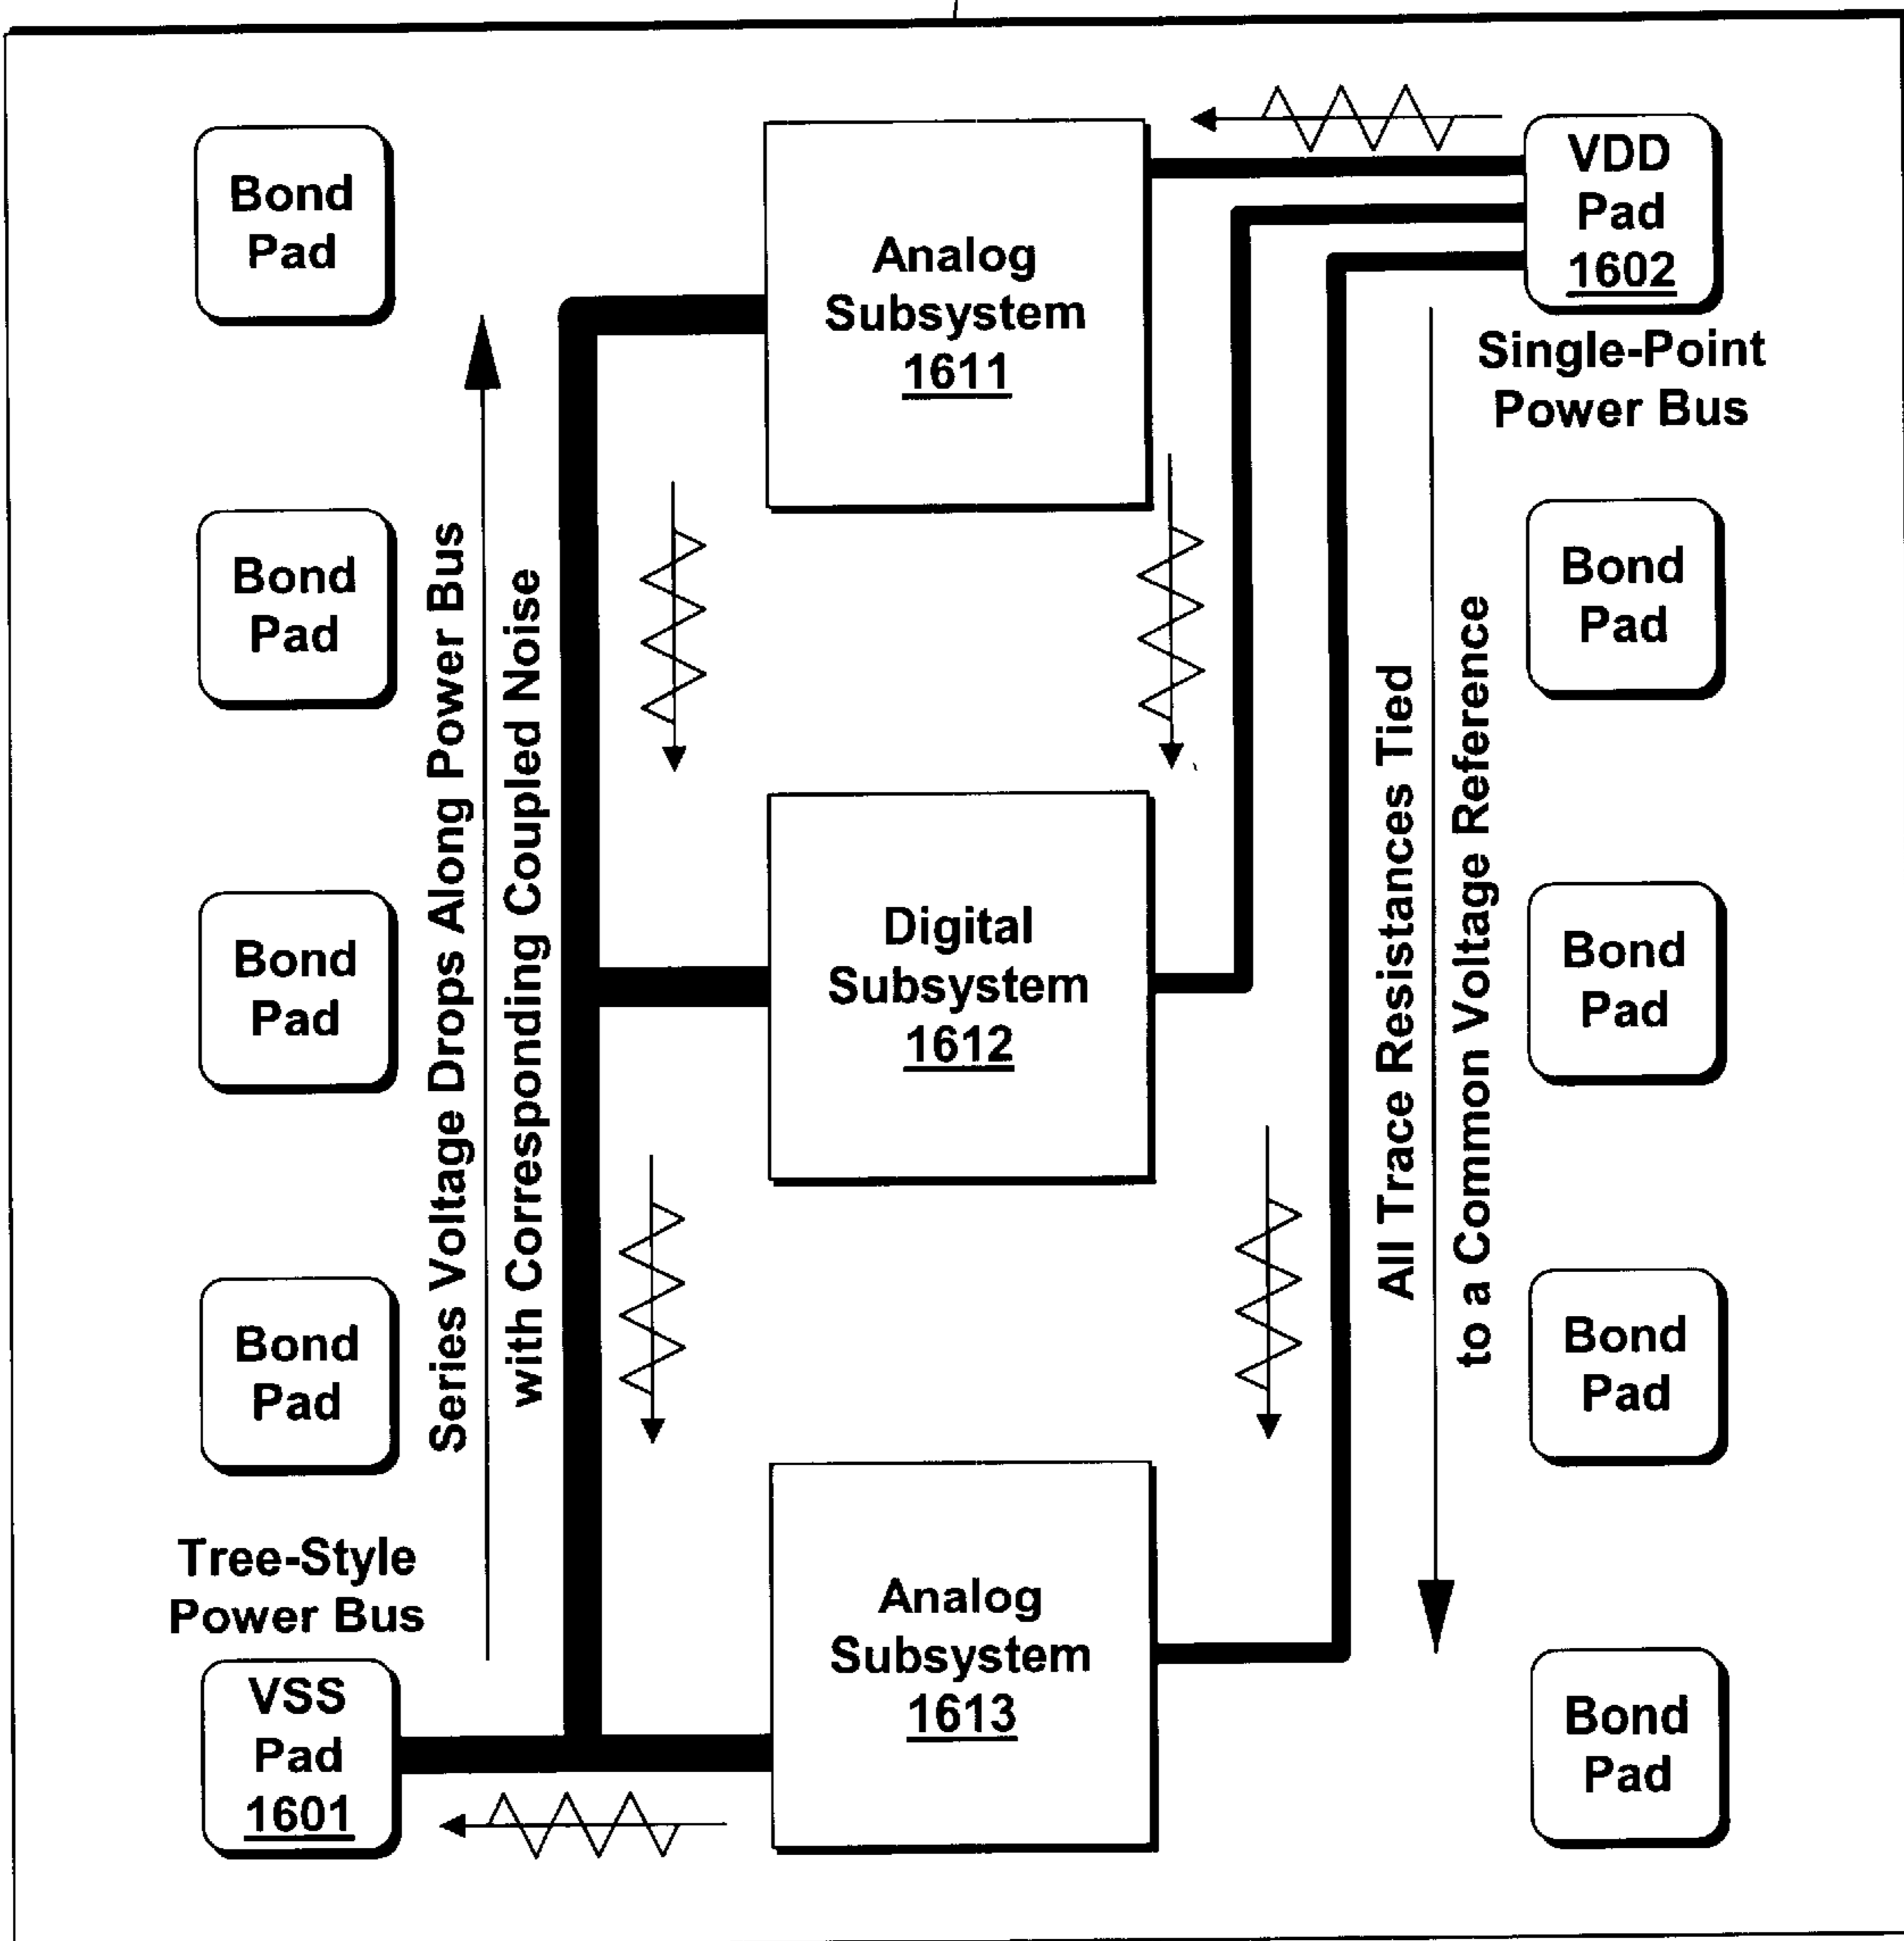 Bond
Pad
Bond
Pad
Bond
Pad
Bond
Pad
Tree-Style
Power Bus
VSS
Pad
1601
Series Voltage Drops Along Power Bus
with Corresponding Coupled Noise
Analog
Subsystem
1611
Digital
Subsystem
1612
Analog
Subsystem
1613
All Trace Resistances Tied
to a Common Voltage Reference
VDD
Pad
1602
Single-Point
Power Bus
Bond
Pad
Bond
Pad
Bond
Pad
Bond
Pad